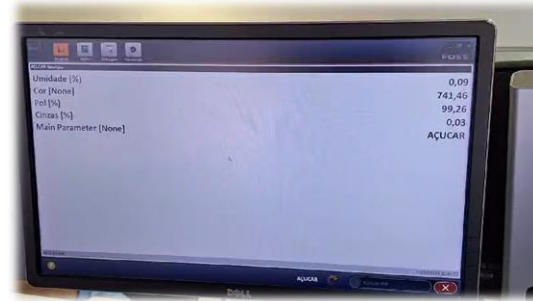 FOSS
Umidade (%) 0,09
Cor [None] 741,46
Pol [%] 99,26
Cinzas [%] 0,03
Main Parameter [None] AÇUCAR
AÇUCAR
DELL